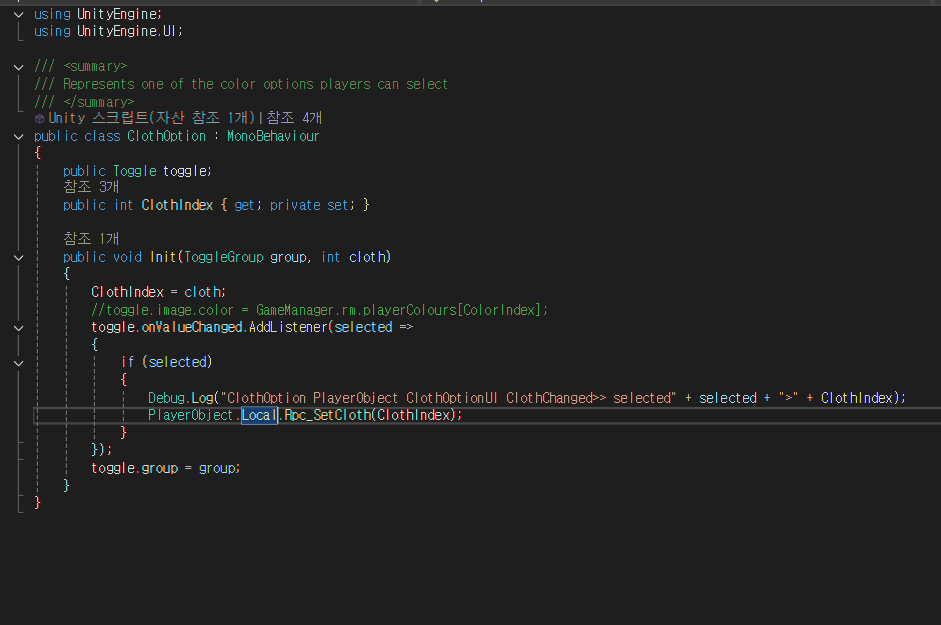 using UnityEngine;
using UnityEngine.UI;
/// <summary>
/// Represents one of the color options players can select
/// </summary>
Unity 스크립트(자산 참조 1개)|참조 4개
public class ClothOption : MonoBehaviour
{
public Toggle toggle;
참조 3개
public int ClothIndex { get; private set; }
참조 1개
public void Init(ToggleGroup group, int cloth)
{
ClothIndex = cloth;
//toggle.image.color = GameManager.rm.playerColours[ColorIndex];
toggle.onValueChanged.AddListener(selected =>
{
if (selected)
{
Debug.Log("ClothOption PlayerObject ClothOptionUI ClothChanged>> selected" + selected + ">" + ClothIndex);
PlayerObject.Local.Rpc_SetCloth(ClothIndex);
}
});
toggle.group = group;
}
}